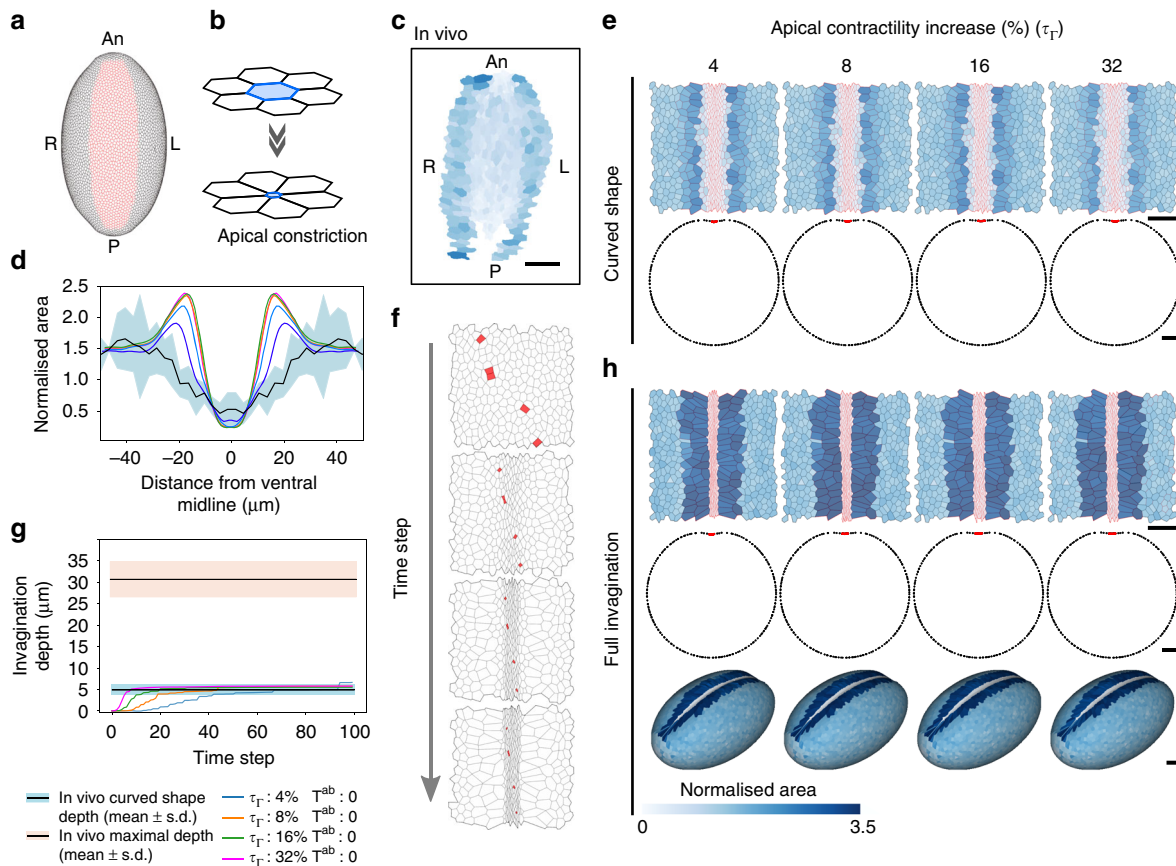 a
An
R
L
P
b
Apical constriction
c
In vivo
An
R
L
P
d
Normalised area
2.5
2.0
1.5
1.0
0.5
−40
−20
0
20
40
Distance from ventral
midline (μm)
e
Apical contractility increase (%) (τΓ)
4
8
16
32
Curved shape
f
Time step
g
Invagination
depth (μm)
35
30
25
20
15
10
5
0
0
20
40
60
80
100
Time step
In vivo curved shape
depth (mean ± s.d.)
In vivo maximal depth
(mean ± s.d.)
τΓ : 4% Tᵃᵇ : 0
τΓ : 8% Tᵃᵇ : 0
τΓ : 16% Tᵃᵇ : 0
τΓ : 32% Tᵃᵇ : 0
h
Full invagination
Normalised area
0
3.5